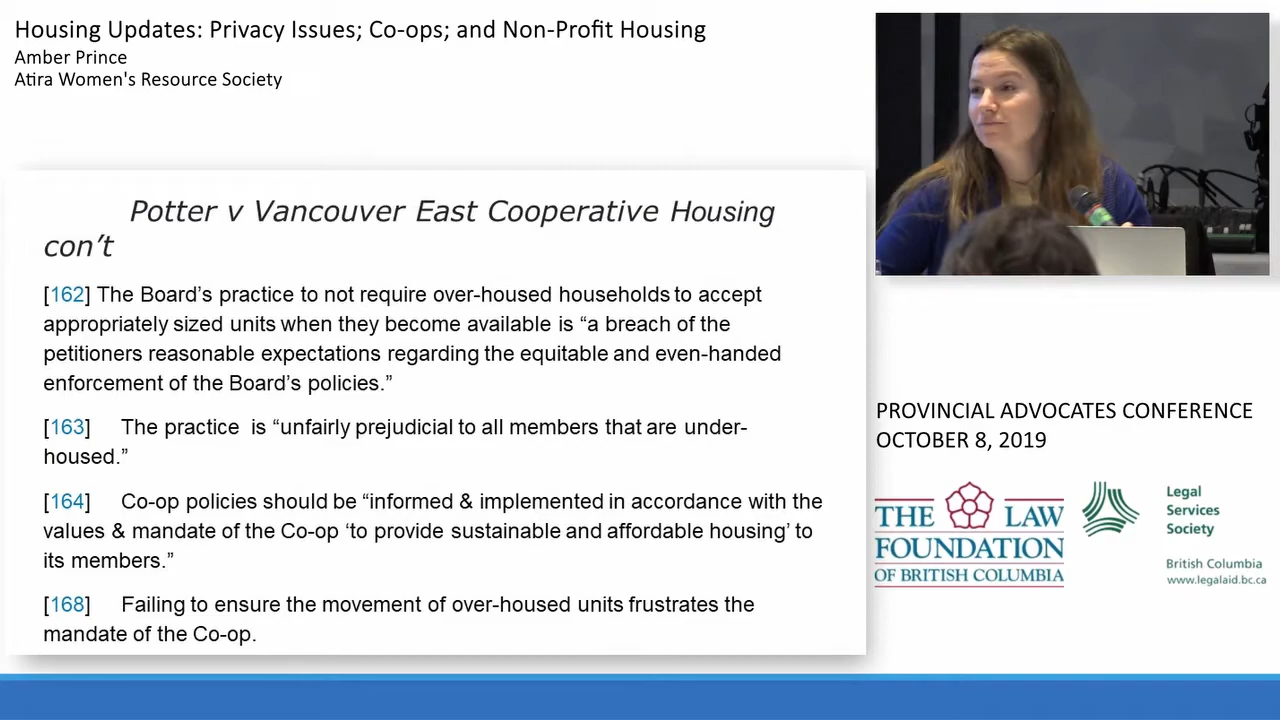 Housing Updates: Privacy Issues; Co-ops; and Non-Profit Housing
Amber Prince
Atira Women's Resource Society
Potter v Vancouver East Cooperative Housing
con’t
[162] The Board’s practice to not require over-housed households to accept
appropriately sized units when they become available is “a breach of the
petitioners reasonable expectations regarding the equitable and even-handed
enforcement of the Board’s policies.”
[163] The practice is “unfairly prejudicial to all members that are under-
housed.”
[164] Co-op policies should be “informed & implemented in accordance with the
values & mandate of the Co-op ‘to provide sustainable and affordable housing’ to
its members.”
[168] Failing to ensure the movement of over-housed units frustrates the
mandate of the Co-op.
PROVINCIAL ADVOCATES CONFERENCE
OCTOBER 8, 2019
THE LAW
FOUNDATION
OF BRITISH COLUMBIA
Legal
Services
Society
British Columbia
www.legalaid.bc.ca